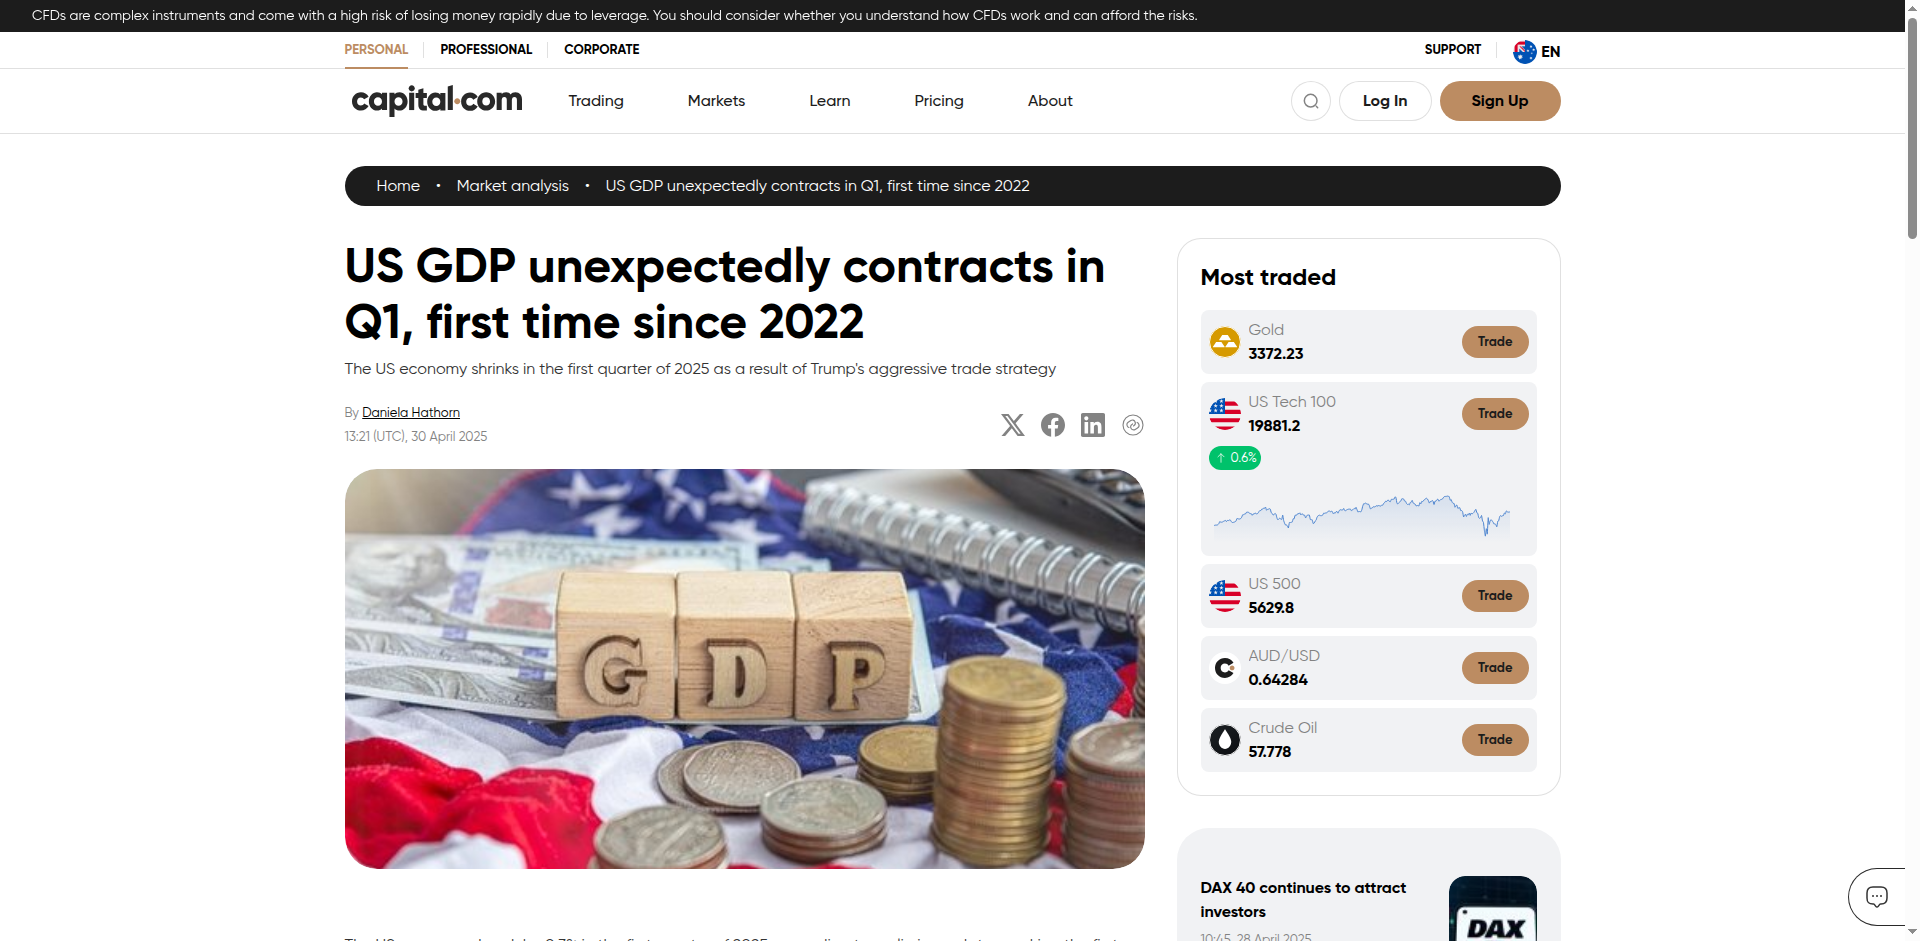 CFDs are complex instruments and come with a high risk of losing money rapidly due to leverage. You should consider whether you understand how CFDs work and can afford the risks.
PERSONAL
PROFESSIONAL
CORPORATE
SUPPORT
EN
capital.com
Trading
Markets
Learn
Pricing
About
Log In
Sign Up
Home • Market analysis • US GDP unexpectedly contracts in Q1, first time since 2022
US GDP unexpectedly contracts in
Q1, first time since 2022
The US economy shrinks in the first quarter of 2025 as a result of Trump's aggressive trade strategy
By Daniela Hathorn
13:21 (UTC), 30 April 2025
GDP
Most traded
Gold
3372.23
Trade
US Tech 100
19881.2
Trade
↑ 0.6%
US 500
5629.8
Trade
AUD/USD
0.64284
Trade
Crude Oil
57.778
Trade
DAX 40 continues to attract
investors
10:45, 28 April 2025
DAX